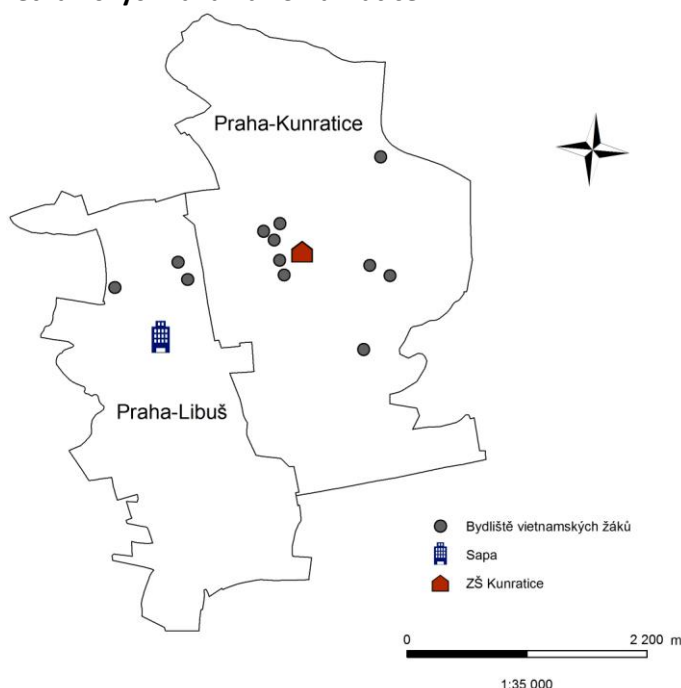 Praha-Kunratice
Praha-Libuš
Bydliště vietnamských žáků
Sapa
ZŠ Kunratice
0 2 200 m
1:35 000